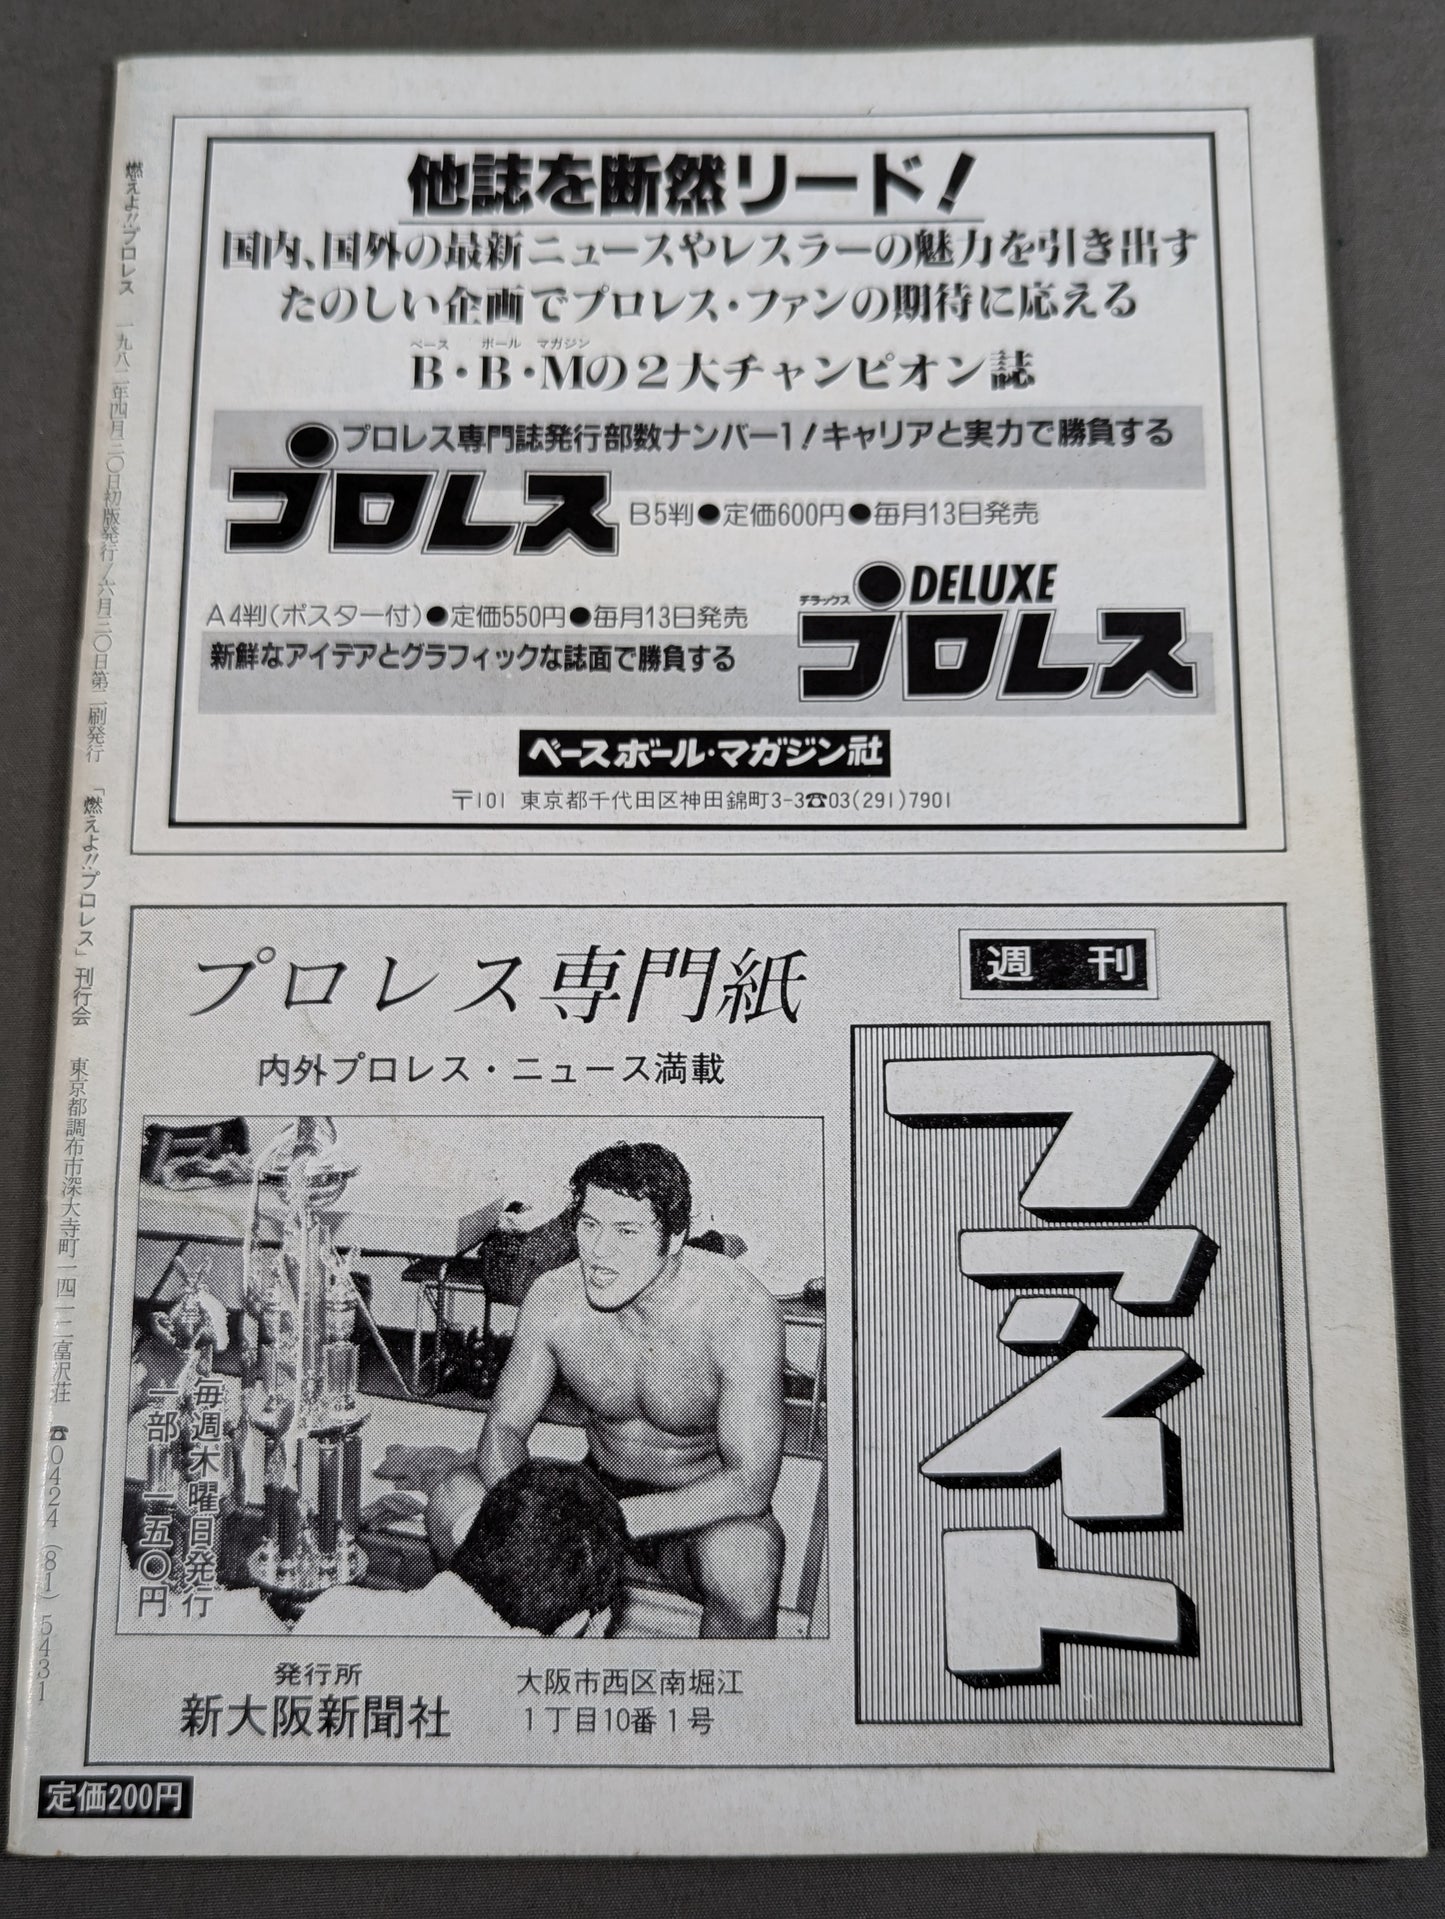 他誌を断然リード！
国内、国外の最新ニュースやレスラーの魅力を引き出す
たのしい企画でプロレス・ファンの期待に応える
ベース ボール マガジン
B・B・Mの2大チャンピオン誌
●プロレス専門誌発行部数ナンバー1！キャリアと実力で勝負する
プロレス B5判●定価600円●毎月13日発売
デラックス ●DELUXE
プロレス
A4判（ポスター付）●定価550円●毎月13日発売
新鮮なアイデアとグラフィックな誌面で勝負する
ベースボール・マガジン社
〒101 東京都千代田区神田錦町3-3☎03(291)7901
プロレス専門紙
内外プロレス・ニュース満載
週刊
ファイト
毎週木曜日発行
一部 一五〇円
発行所
新大阪新聞社
大阪市西区南堀江
1丁目10番1号
定価200円
燃えよ!!プロレス 一九八二年四月三〇日初版発行／六月三〇日第二刷発行 「燃えよ!!プロレス」刊行会 東京都調布市深大寺町一四一二富沢荘 ☎0424（81）5431